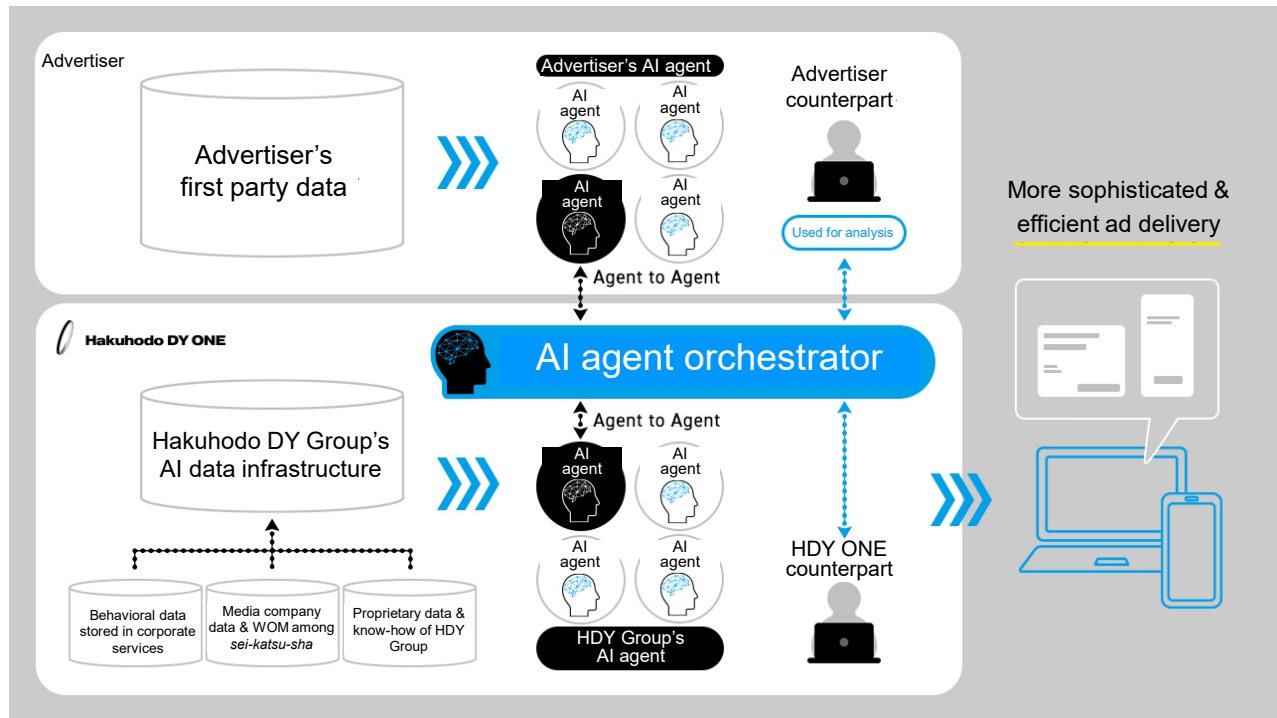 Advertiser
Advertiser's
first party data
Advertiser's AI agent
AI
agent
AI
agent
AI
agent
AI
agent
Advertiser
counterpart
Used for analysis
Agent to Agent
More sophisticated &
efficient ad delivery
Hakuhodo DY ONE
AI agent orchestrator
Agent to Agent
Hakuhodo DY Group's
AI data infrastructure
AI
agent
AI
agent
AI
agent
AI
agent
HDY Group's
AI agent
HDY ONE
counterpart
Behavioral data
stored in corporate
services
Media company
data & WOM among
sei-katsu-sha
Proprietary data &
know-how of HDY
Group